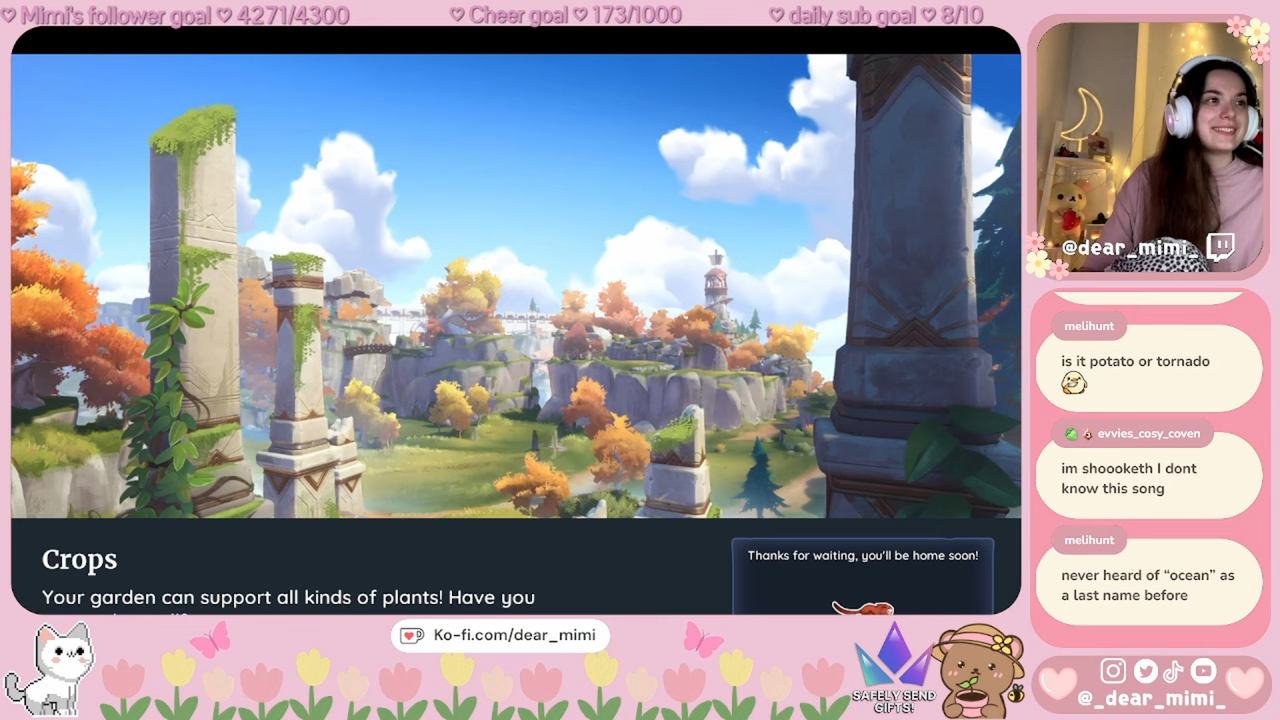 ♡ Mimi's follower goal ♡ 4271/4300
♡ Cheer goal ♡ 173/1000
♡ daily sub goal ♡ 8/10
@dear_mimi_
melihunt
is it potato or tornado
evvies_cosy_coven
im shoooketh I dont
know this song
melihunt
never heard of “ocean” as
a last name before
Crops
Your garden can support all kinds of plants! Have you
Thanks for waiting, you'll be home soon!
Ko-fi.com/dear_mimi
SAFELY SEND
GIFTS!
@_dear_mimi_